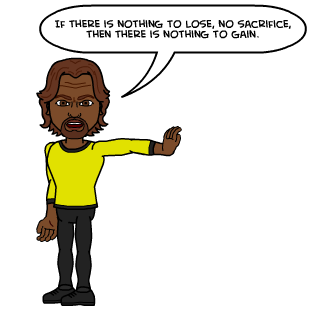 IF THERE IS NOTHING TO LOSE, NO SACRIFICE,
THEN THERE IS NOTHING TO GAIN.